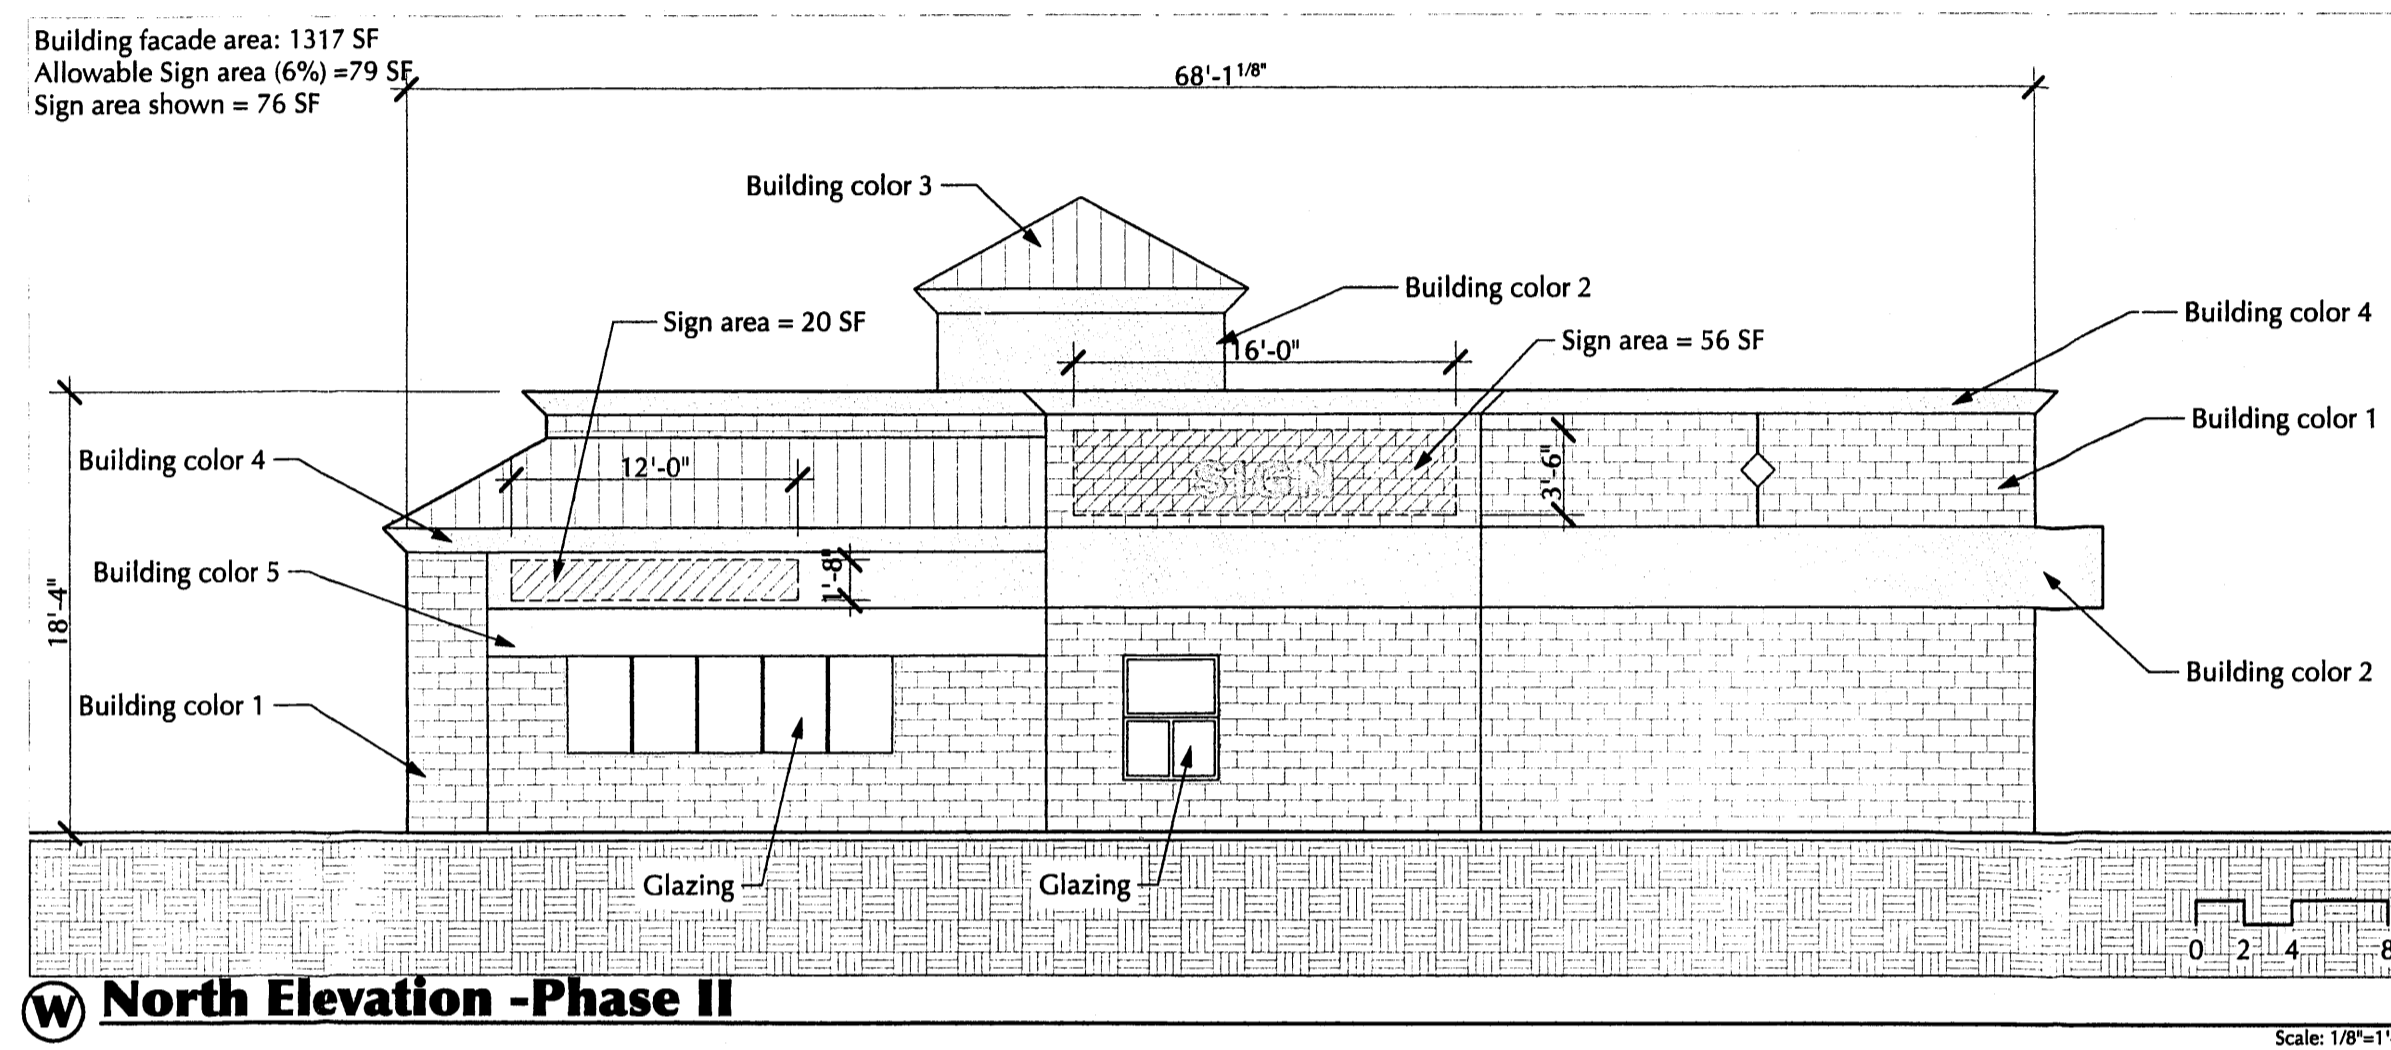 Building facade area: 1317 SF
Allowable Sign area (6%) =79 SF
Sign area shown = 76 SF
68'-1 1/8"
Building color 3
Building color 2
Building color 4
Sign area = 20 SF
16'-0"
Sign area = 56 SF
Building color 1
Building color 4
12'-0"
SIGN
3'-6"
Building color 5
1'-8"
18'-4"
Building color 2
Building color 1
Glazing
Glazing
0 2 4 8
W North Elevation -Phase II
Scale: 1/8"=1'